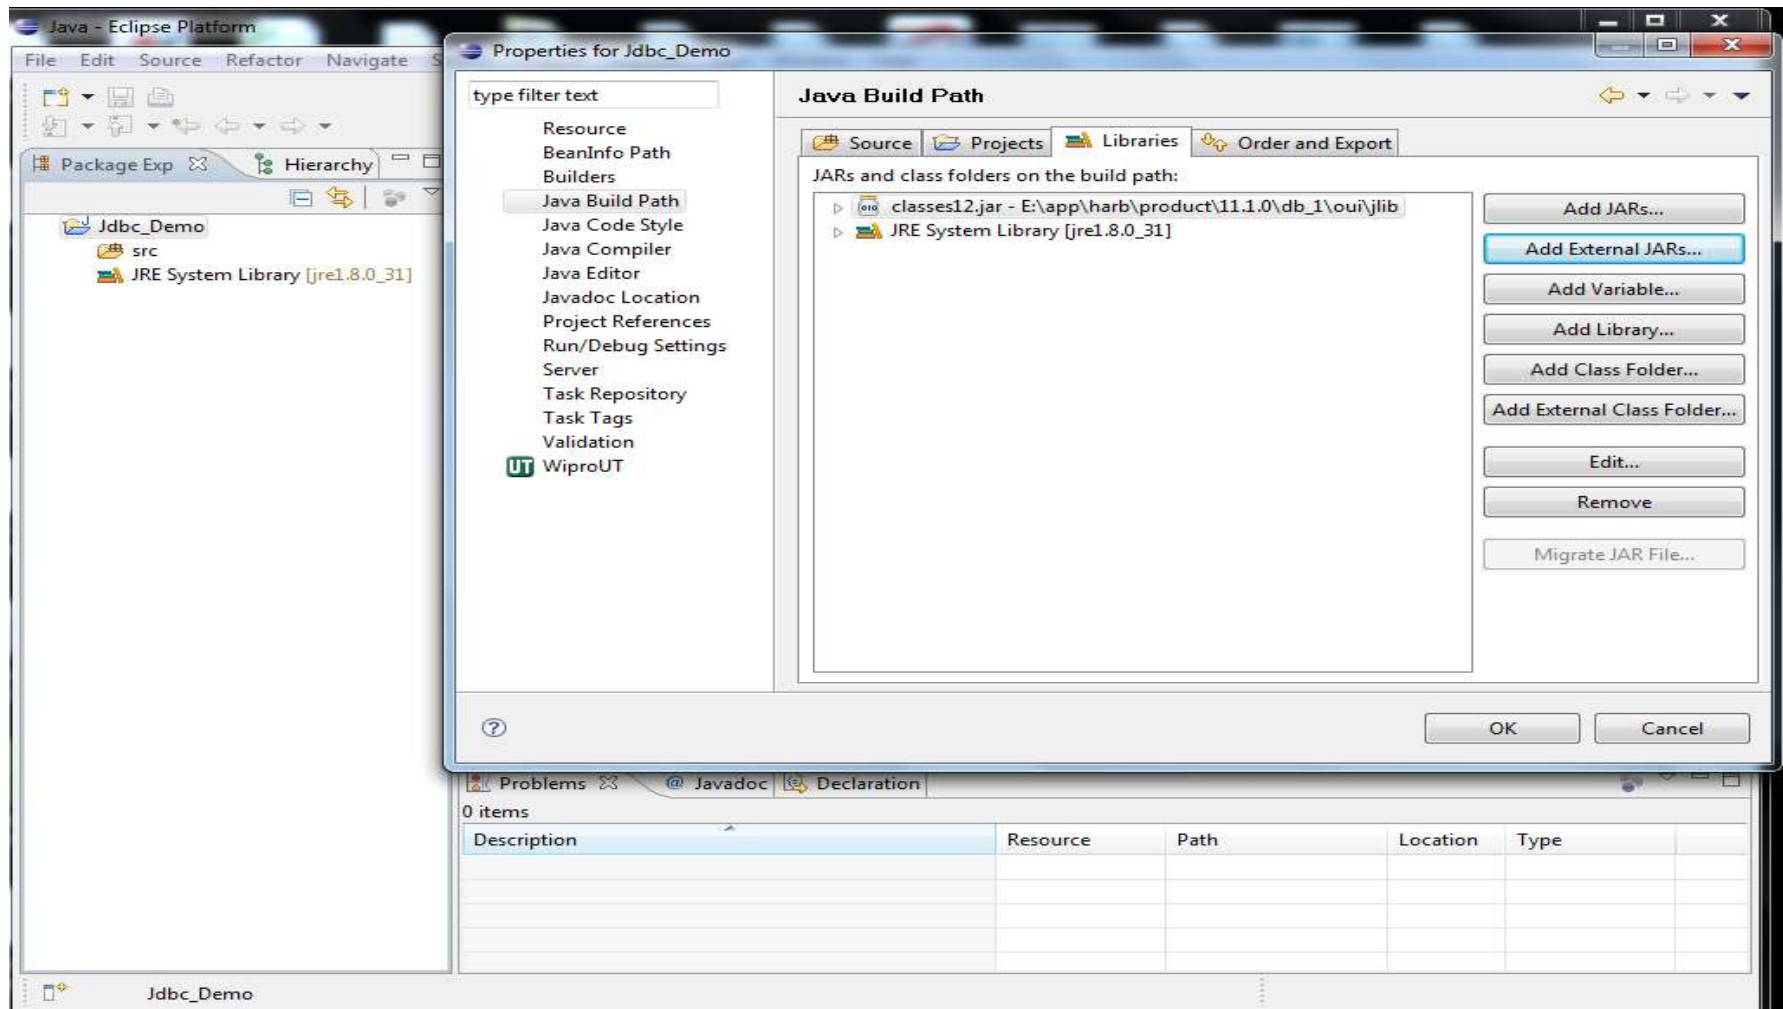 Java - Eclipse Platform
File Edit Source Refactor Navigate S
Package Exp
Hierarchy
Jdbc_Demo
src
JRE System Library [jre1.8.0_31]
Properties for Jdbc_Demo
type filter text
Resource
BeanInfo Path
Builders
Java Build Path
Java Code Style
Java Compiler
Java Editor
Javadoc Location
Project References
Run/Debug Settings
Server
Task Repository
Task Tags
Validation
UT WiproUT
Java Build Path
Source Projects Libraries Order and Export
JARs and class folders on the build path:
classes12.jar - E:\app\harb\product\11.1.0\db_1\oui\jlib
JRE System Library [jre1.8.0_31]
Add JARs...
Add External JARs...
Add Variable...
Add Library...
Add Class Folder...
Add External Class Folder...
Edit...
Remove
Migrate JAR File...
OK Cancel
Problems @ Javadoc Declaration
0 items
Description Resource Path Location Type
Jdbc_Demo